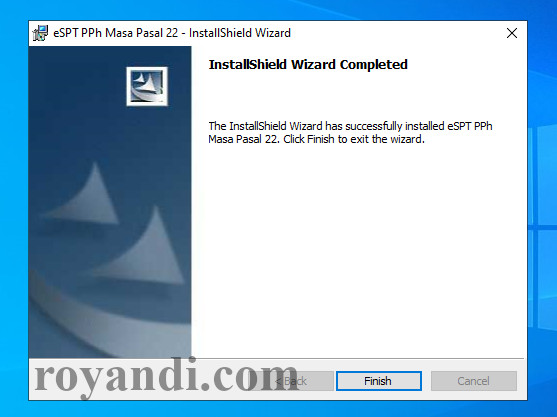 eSPT PPh Masa Pasal 22 - InstallShield Wizard
InstallShield Wizard Completed
The InstallShield Wizard has successfully installed eSPT PPh
Masa Pasal 22. Click Finish to exit the wizard.
royandi.com
< Back
Finish
Cancel